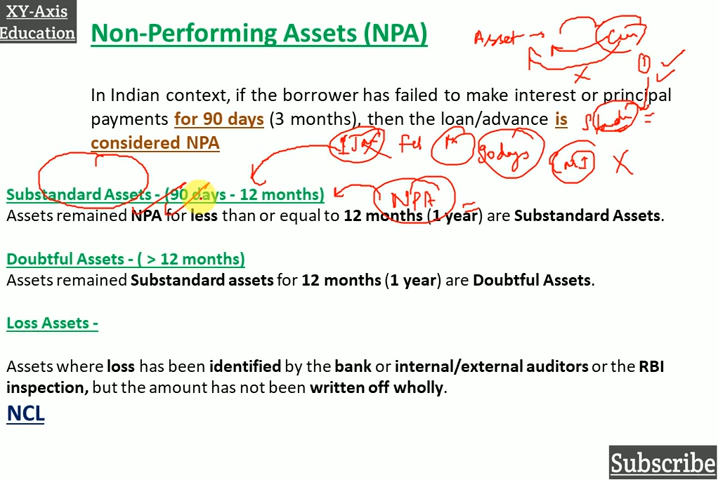 XY-Axis
Education
Non-Performing Assets (NPA)
Asset
In Indian context, if the borrower has failed to make interest or principal
payments for 90 days (3 months), then the loan/advance is
considered NPA
1 Jan Feb 90 days
NPA =
Substandard Assets - (90 days - 12 months)
Assets remained NPA for less than or equal to 12 months (1 year) are Substandard Assets.
Doubtful Assets - ( > 12 months)
Assets remained Substandard assets for 12 months (1 year) are Doubtful Assets.
Loss Assets -
Assets where loss has been identified by the bank or internal/external auditors or the RBI
inspection, but the amount has not been written off wholly.
NCL
Subscribe